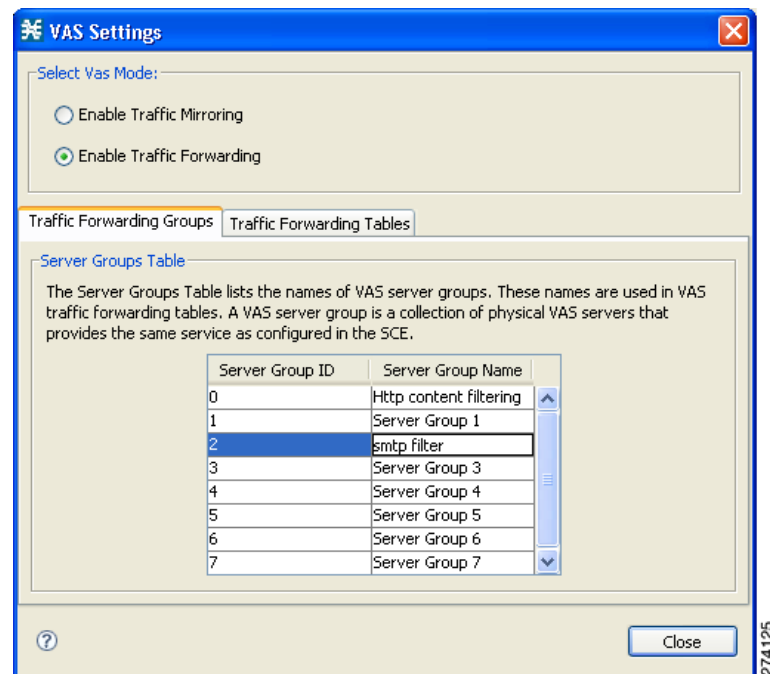 VAS Settings
Select Vas Mode:
Enable Traffic Mirroring
Enable Traffic Forwarding
Traffic Forwarding Groups Traffic Forwarding Tables
Server Groups Table
The Server Groups Table lists the names of VAS server groups. These names are used in VAS
traffic forwarding tables. A VAS server group is a collection of physical VAS servers that
provides the same service as configured in the SCE.
Server Group ID Server Group Name
0 Http content filtering
1 Server Group 1
2 smtp filter
3 Server Group 3
4 Server Group 4
5 Server Group 5
6 Server Group 6
7 Server Group 7
? Close
274125